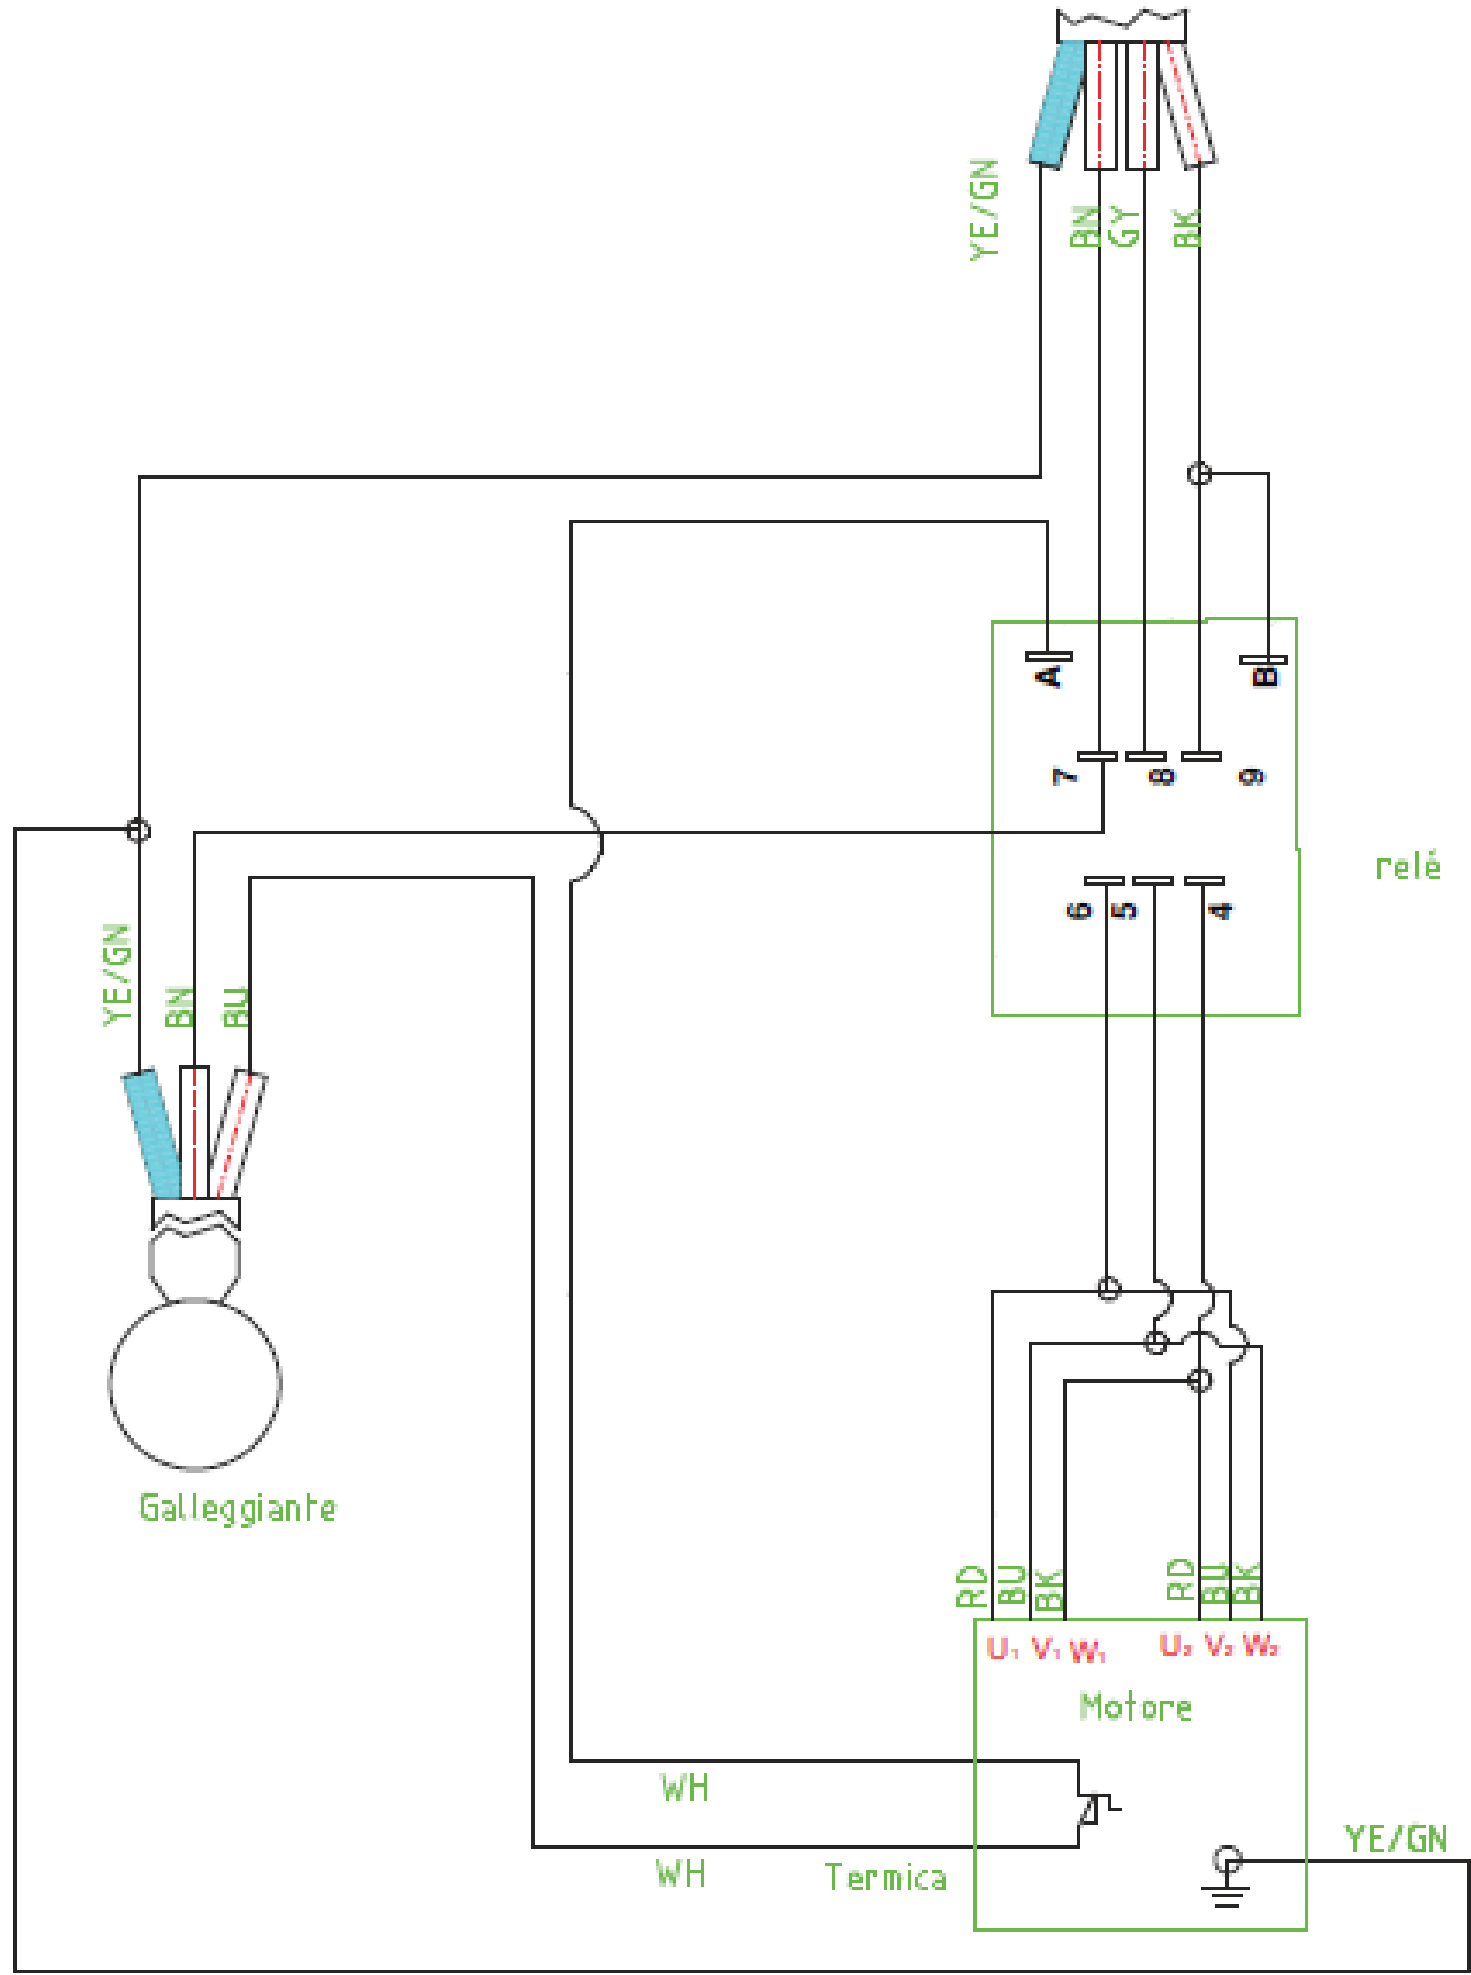 YE/GN
BN
GY
BK
A
B
7
8
9
relé
6
5
4
YE/GN
BN
BU
Galleggiante
RD
BU
BK
RD
BU
BK
U₁ V₁ W₁
U₂ V₂ W₂
Motore
WH
WH
Termica
YE/GN